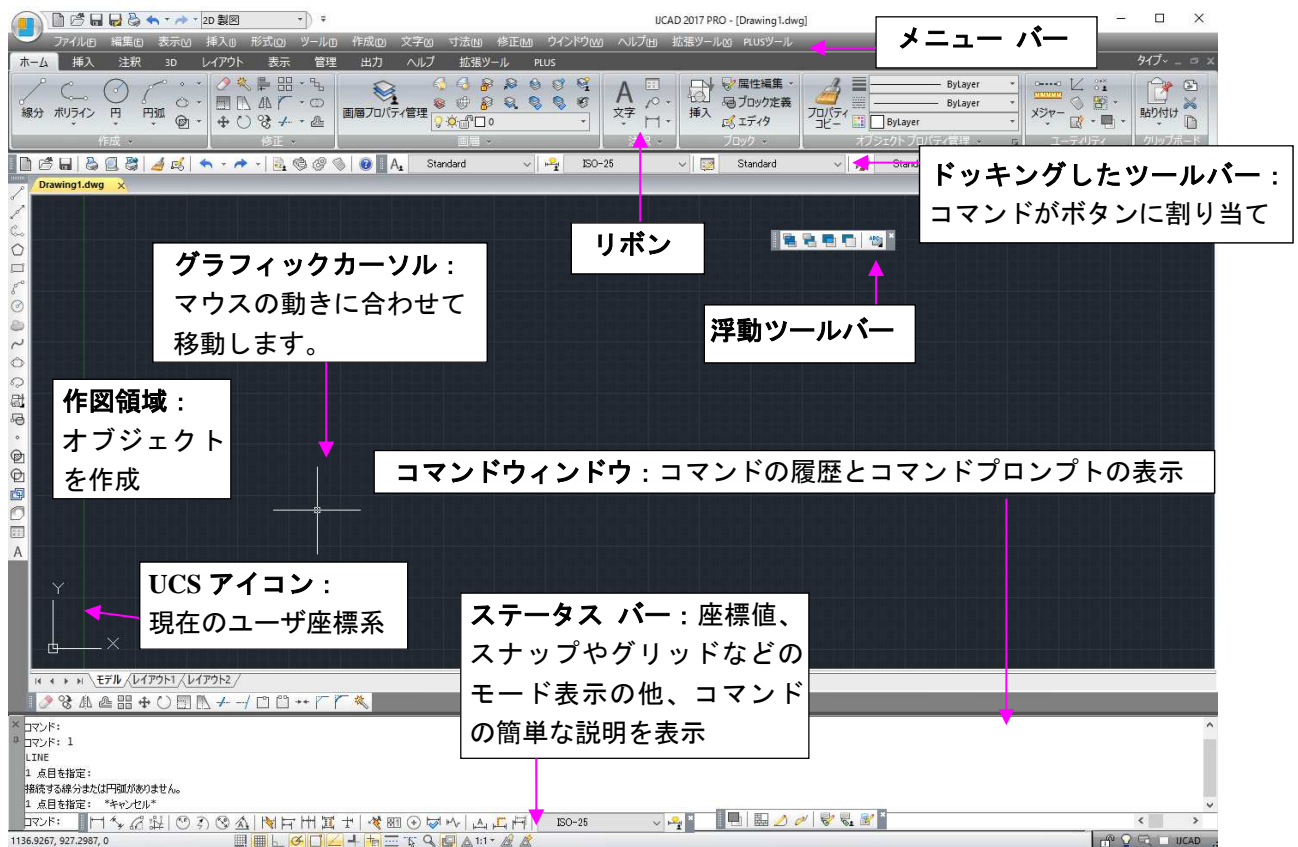 2D 製図
IJCAD 2017 PRO - [Drawing1.dwg]
ファイル(F) 編集(E) 表示(V) 挿入(I) 形式(O) ツール(T) 作成(D) 文字(X) 寸法(N) 修正(M) ウインドウ(W) ヘルプ(H) 拡張ツール(X) PLUSツール
メニュー バー
ホーム 挿入 注釈 3D レイアウト 表示 管理 出力 ヘルプ 拡張ツール PLUS
タイプ
線分 ポリライン 円 円弧
画層プロパティ管理
0
文字
挿入
属性編集
ブロック定義
エディタ
プロパティ
コピー
ByLayer
ByLayer
ByLayer
メジャー
貼り付け
作成 修正 画層 注釈 ブロック オブジェクトプロパティ管理 ユーティリティ クリップボード
Standard ISO-25 Standard
ドッキングしたツールバー：
コマンドがボタンに割り当て
Drawing1.dwg
リボン
グラフィックカーソル：
マウスの動きに合わせて
移動します。
浮動ツールバー
作図領域：
オブジェクト
を作成
コマンドウィンドウ：コマンドの履歴とコマンドプロンプトの表示
UCS アイコン：
現在のユーザ座標系
Y
X
ステータス バー：座標値、
スナップやグリッドなどの
モード表示の他、コマンド
の簡単な説明を表示
モデル レイアウト1 レイアウト2
コマンド:
コマンド: l
LINE
1 点目を指定:
接続する線分または円弧がありません。
1 点目を指定: *キャンセル*
コマンド:
ISO-25
1136.9267, 927.2987, 0
1:1
IJCAD